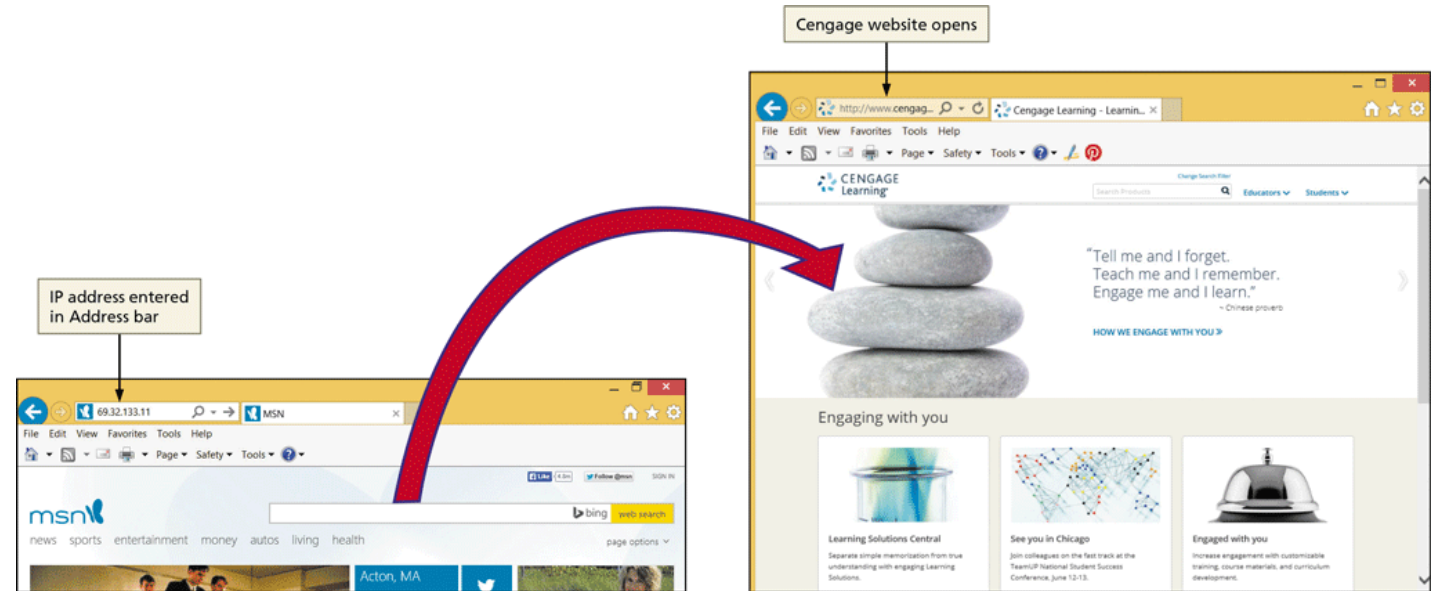 Cengage website opens
http://www.cengag...
Cengage Learning - Learnin...
File Edit View Favorites Tools Help
Page Safety Tools
CENGAGE
Learning
Change Search Filter
Search Products
Educators
Students
"Tell me and I forget.
Teach me and I remember.
Engage me and I learn."
~ Chinese proverb
HOW WE ENGAGE WITH YOU
Engaging with you
Learning Solutions Central
Separate simple memorization from true
understanding with engaging Learning
Solutions.
See you in Chicago
Join colleagues on the fast track at the
TeamUP National Student Success
Conference, June 12-13.
Engaged with you
Increase engagement with customizable
training, course materials, and curriculum
development.
IP address entered
in Address bar
69.32.133.11
MSN
File Edit View Favorites Tools Help
Page Safety Tools
Like
Follow @msn
SIGN IN
msn
bing
web search
news sports entertainment money autos living health
page options
Acton, MA